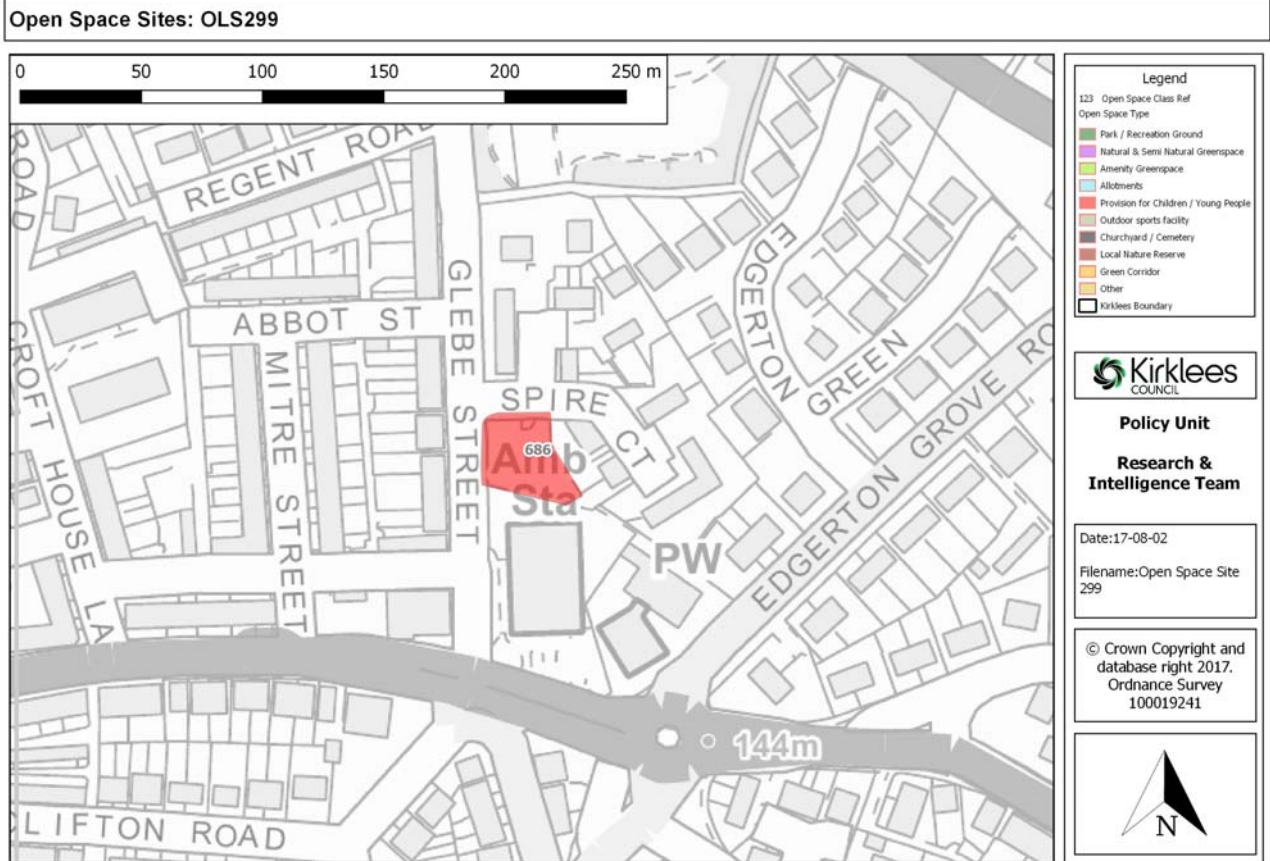 Open Space Sites: OLS299
0 50 100 150 200 250 m
ROAD
REGENT ROAD
ABBOT ST
GLEBE STREET
MITRE STREET
CROFT HOUSE LA
SPIRE CT
686
Amb
Sta
PW
EDGERTON GREEN
EDGERTON GROVE RO
144m
CLIFTON ROAD
Legend
123 Open Space Class Ref
Open Space Type
Park / Recreation Ground
Natural & Semi Natural Greenspace
Amenity Greenspace
Allotments
Provision for Children / Young People
Outdoor sports facility
Churchyard / Cemetery
Local Nature Reserve
Green Corridor
Other
Kirklees Boundary
Kirklees
COUNCIL
Policy Unit
Research &
Intelligence Team
Date:17-08-02
Filename:Open Space Site
299
© Crown Copyright and
database right 2017.
Ordnance Survey
100019241
N